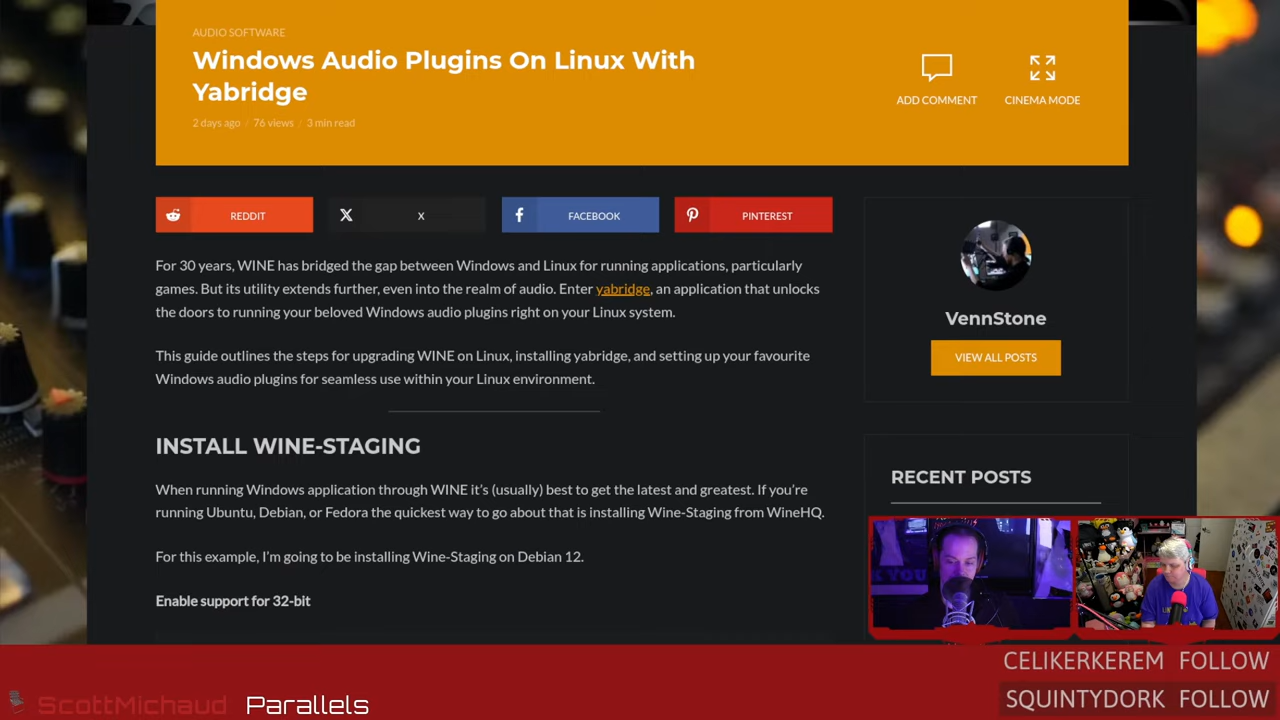 AUDIO SOFTWARE
Windows Audio Plugins On Linux With
Yabridge
2 days ago / 76 views / 3 min read
ADD COMMENT
CINEMA MODE
REDDIT
X
FACEBOOK
PINTEREST
For 30 years, WINE has bridged the gap between Windows and Linux for running applications, particularly
games. But its utility extends further, even into the realm of audio. Enter yabridge, an application that unlocks
the doors to running your beloved Windows audio plugins right on your Linux system.
This guide outlines the steps for upgrading WINE on Linux, installing yabridge, and setting up your favourite
Windows audio plugins for seamless use within your Linux environment.
VennStone
VIEW ALL POSTS
INSTALL WINE-STAGING
When running Windows application through WINE it's (usually) best to get the latest and greatest. If you're
running Ubuntu, Debian, or Fedora the quickest way to go about that is installing Wine-Staging from WineHQ.
For this example, I'm going to be installing Wine-Staging on Debian 12.
Enable support for 32-bit
RECENT POSTS
CELIKERKEREM FOLLOW
SQUINTYDORK FOLLOW
ScottMichaud Parallels